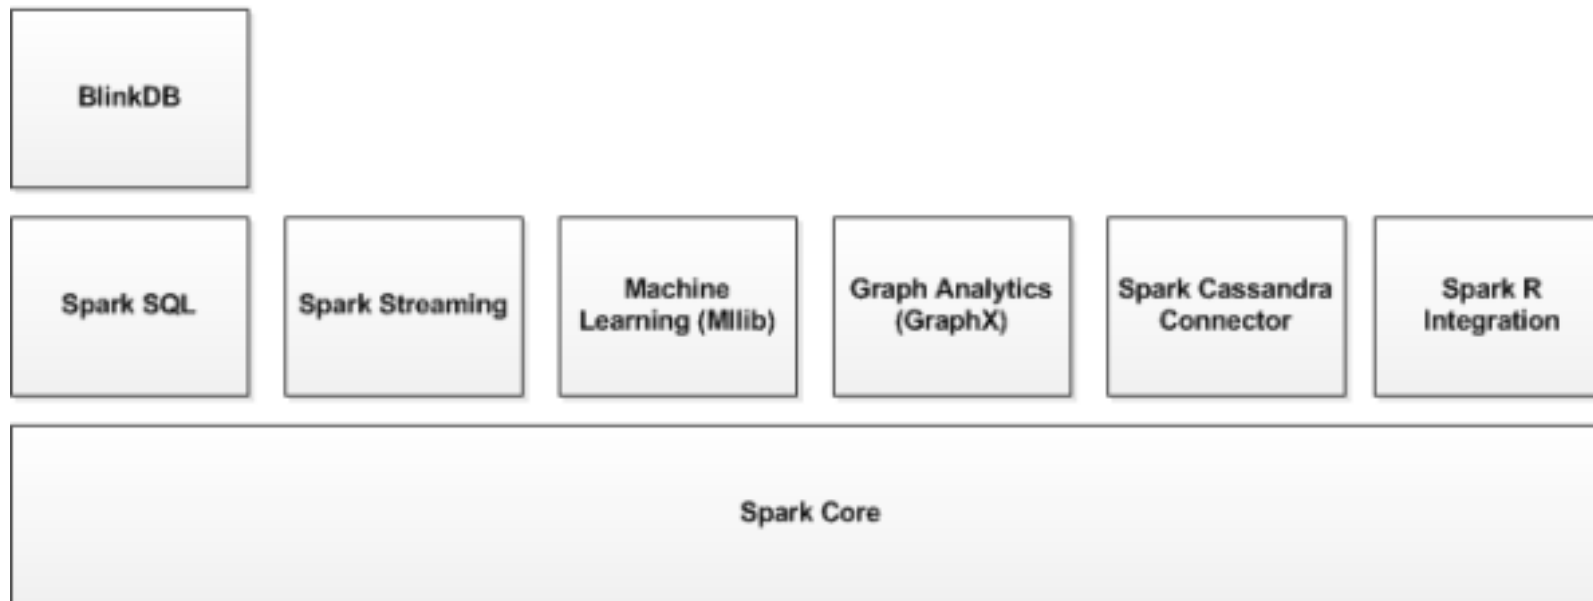 BlinkDB
Spark SQL
Spark Streaming
Machine
Learning (Mllib)
Graph Analytics
(GraphX)
Spark Cassandra
Connector
Spark R
Integration
Spark Core